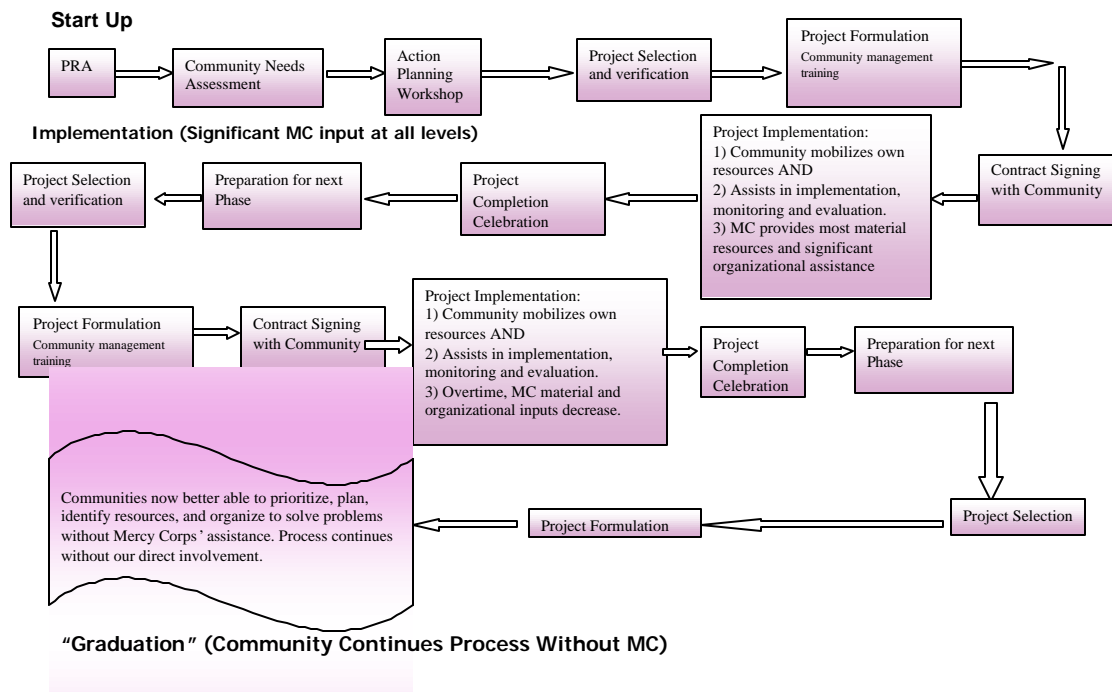 Start Up
PRA
Community Needs
Assessment
Action
Planning
Workshop
Project Selection
and verification
Project Formulation
Community management
training
Contract Signing
with Community
Implementation (Significant MC input at all levels)
Project Implementation:
1) Community mobilizes own
resources AND
2) Assists in implementation,
monitoring and evaluation.
3) MC provides most material
resources and significant
organizational assistance
Project
Completion
Celebration
Preparation for next
Phase
Project Selection
and verification
Project Formulation
Community management
training
Contract Signing
with Community
Project Implementation:
1) Community mobilizes own
resources AND
2) Assists in implementation,
monitoring and evaluation.
3) Overtime, MC material and
organizational inputs decrease.
Project
Completion
Celebration
Preparation for next
Phase
Project Selection
Project Formulation
Communities now better able to prioritize, plan,
identify resources, and organize to solve problems
without Mercy Corps’ assistance. Process continues
without our direct involvement.
“Graduation” (Community Continues Process Without MC)